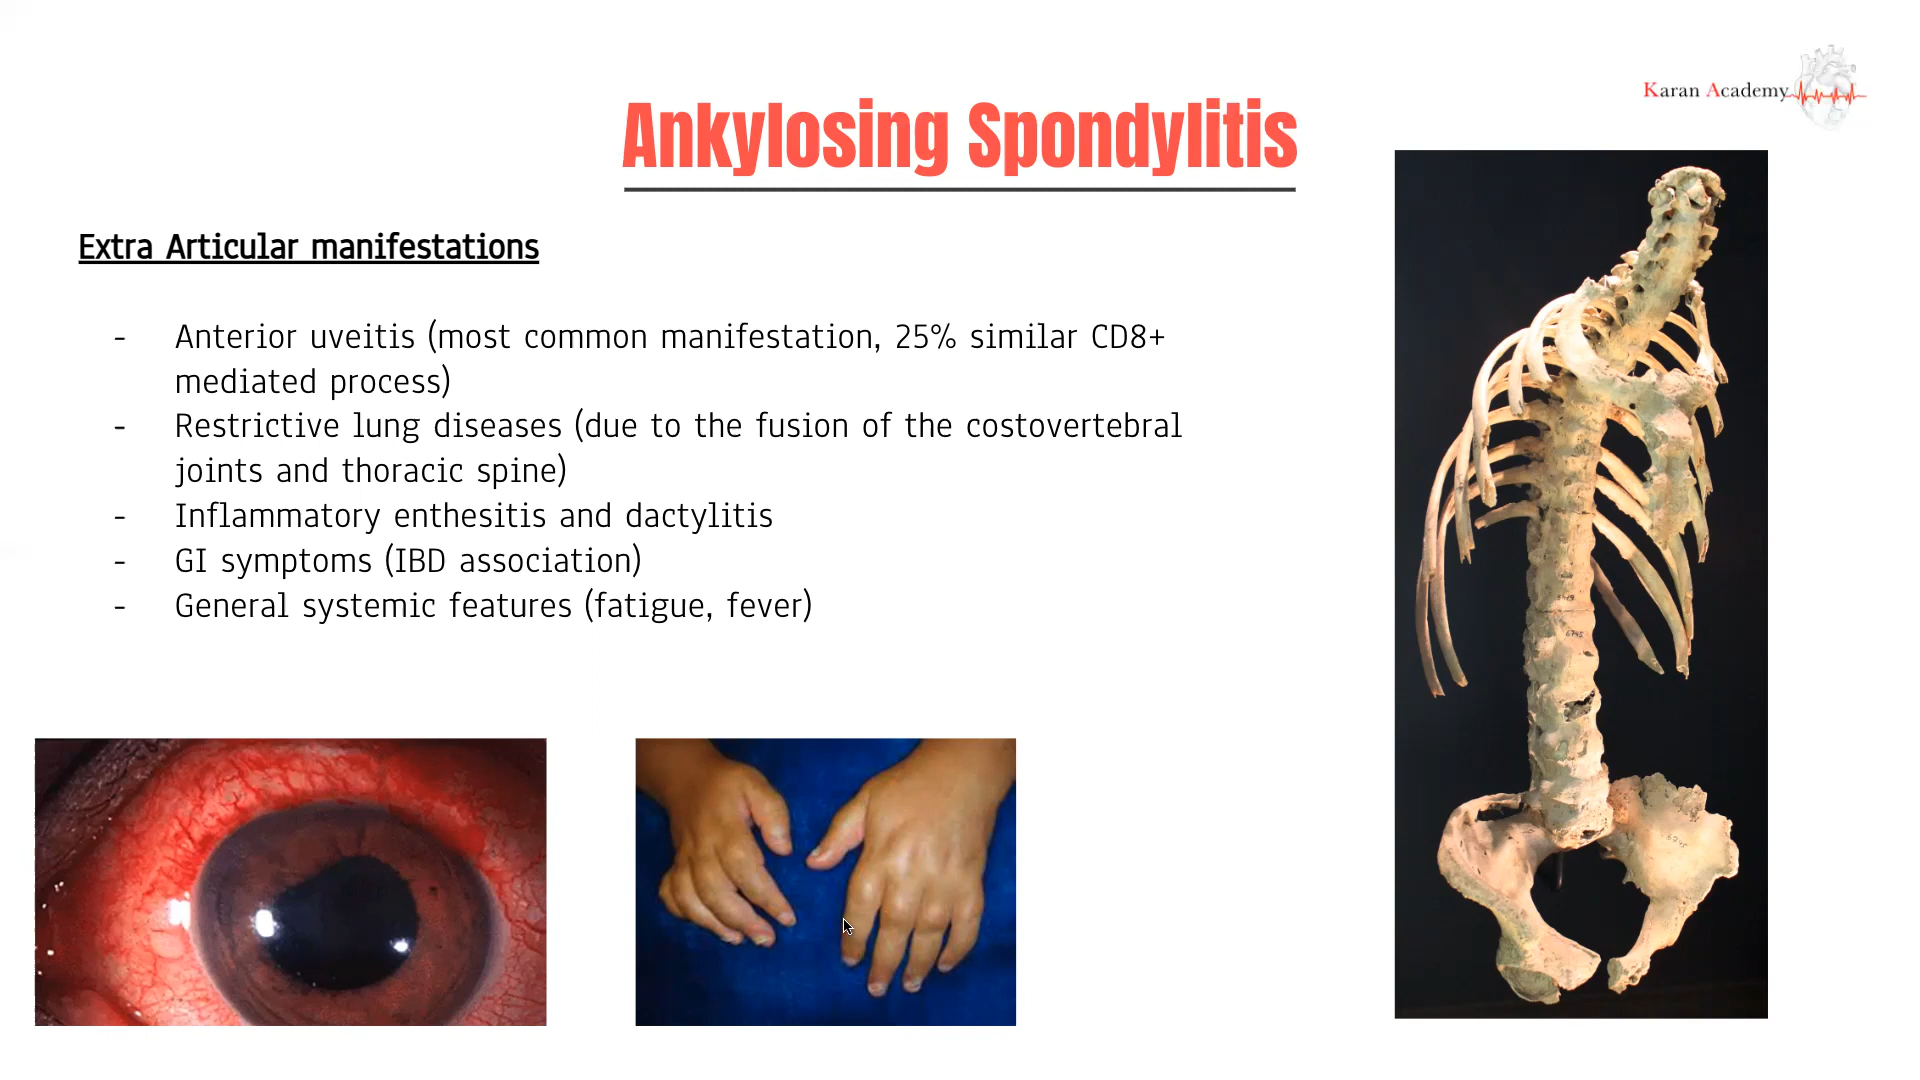 Karan Academy
Ankylosing Spondylitis
Extra Articular manifestations
- Anterior uveitis (most common manifestation, 25% similar CD8+
mediated process)
- Restrictive lung diseases (due to the fusion of the costovertebral
joints and thoracic spine)
- Inflammatory enthesitis and dactylitis
- GI symptoms (IBD association)
- General systemic features (fatigue, fever)
6745